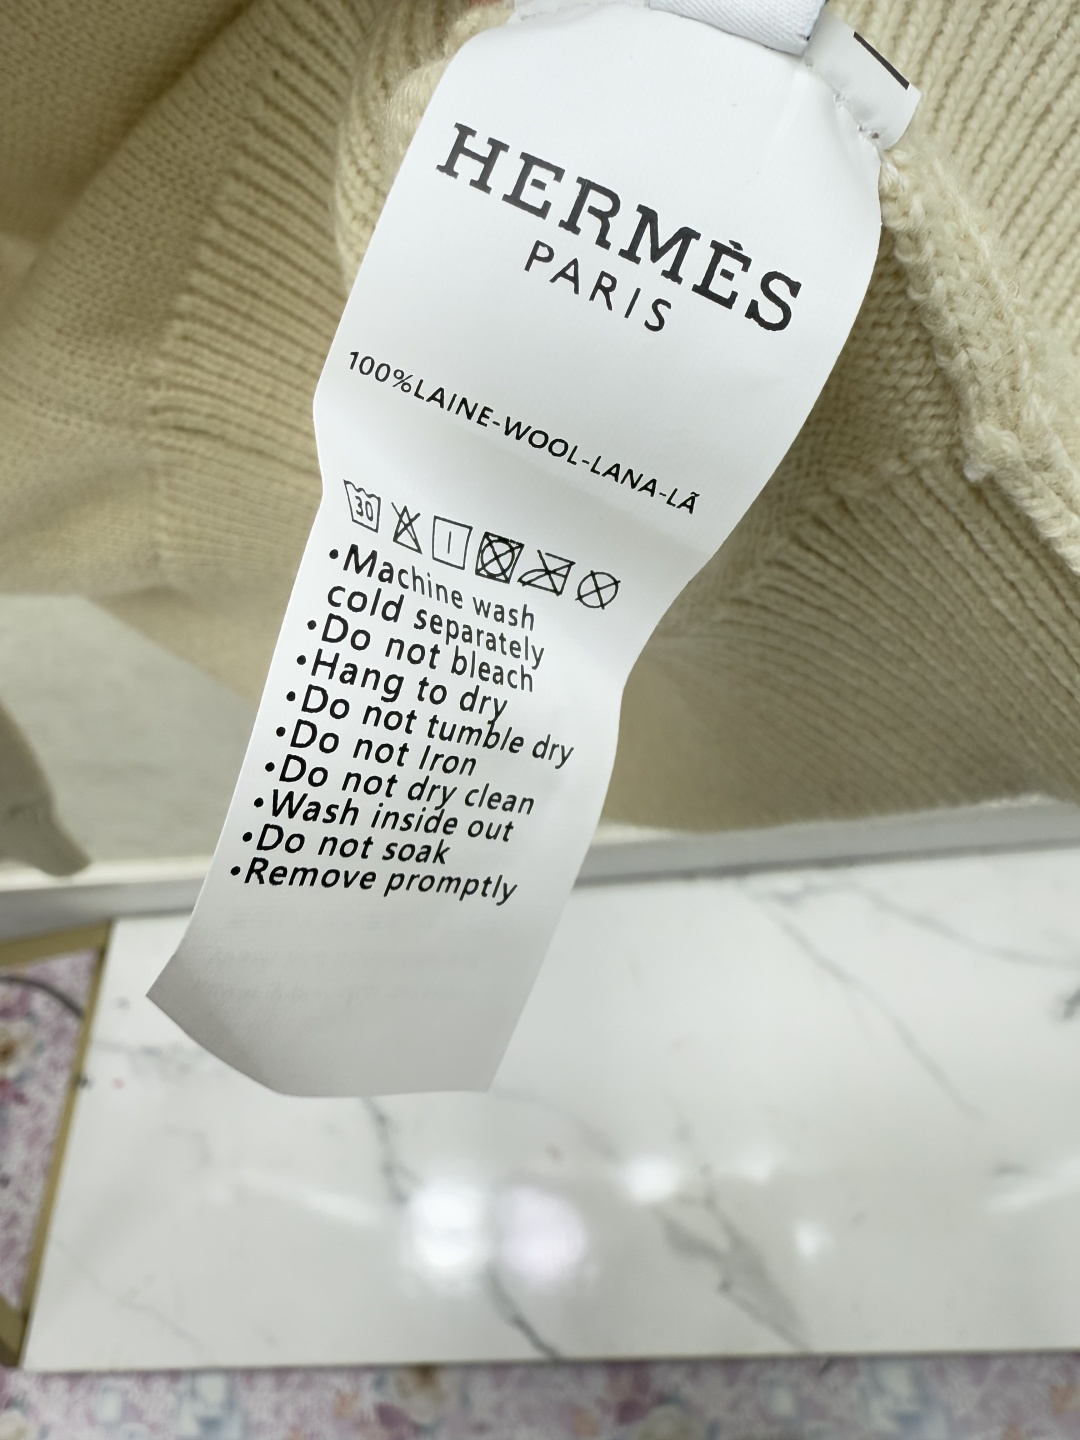 HERMÈS
PARIS
100%LAINE-WOOL-LANA-LÃ
30
•Machine wash
cold separately
•Do not bleach
•Hang to dry
•Do not tumble dry
•Do not Iron
•Do not dry clean
•Wash inside out
•Do not soak
•Remove promptly